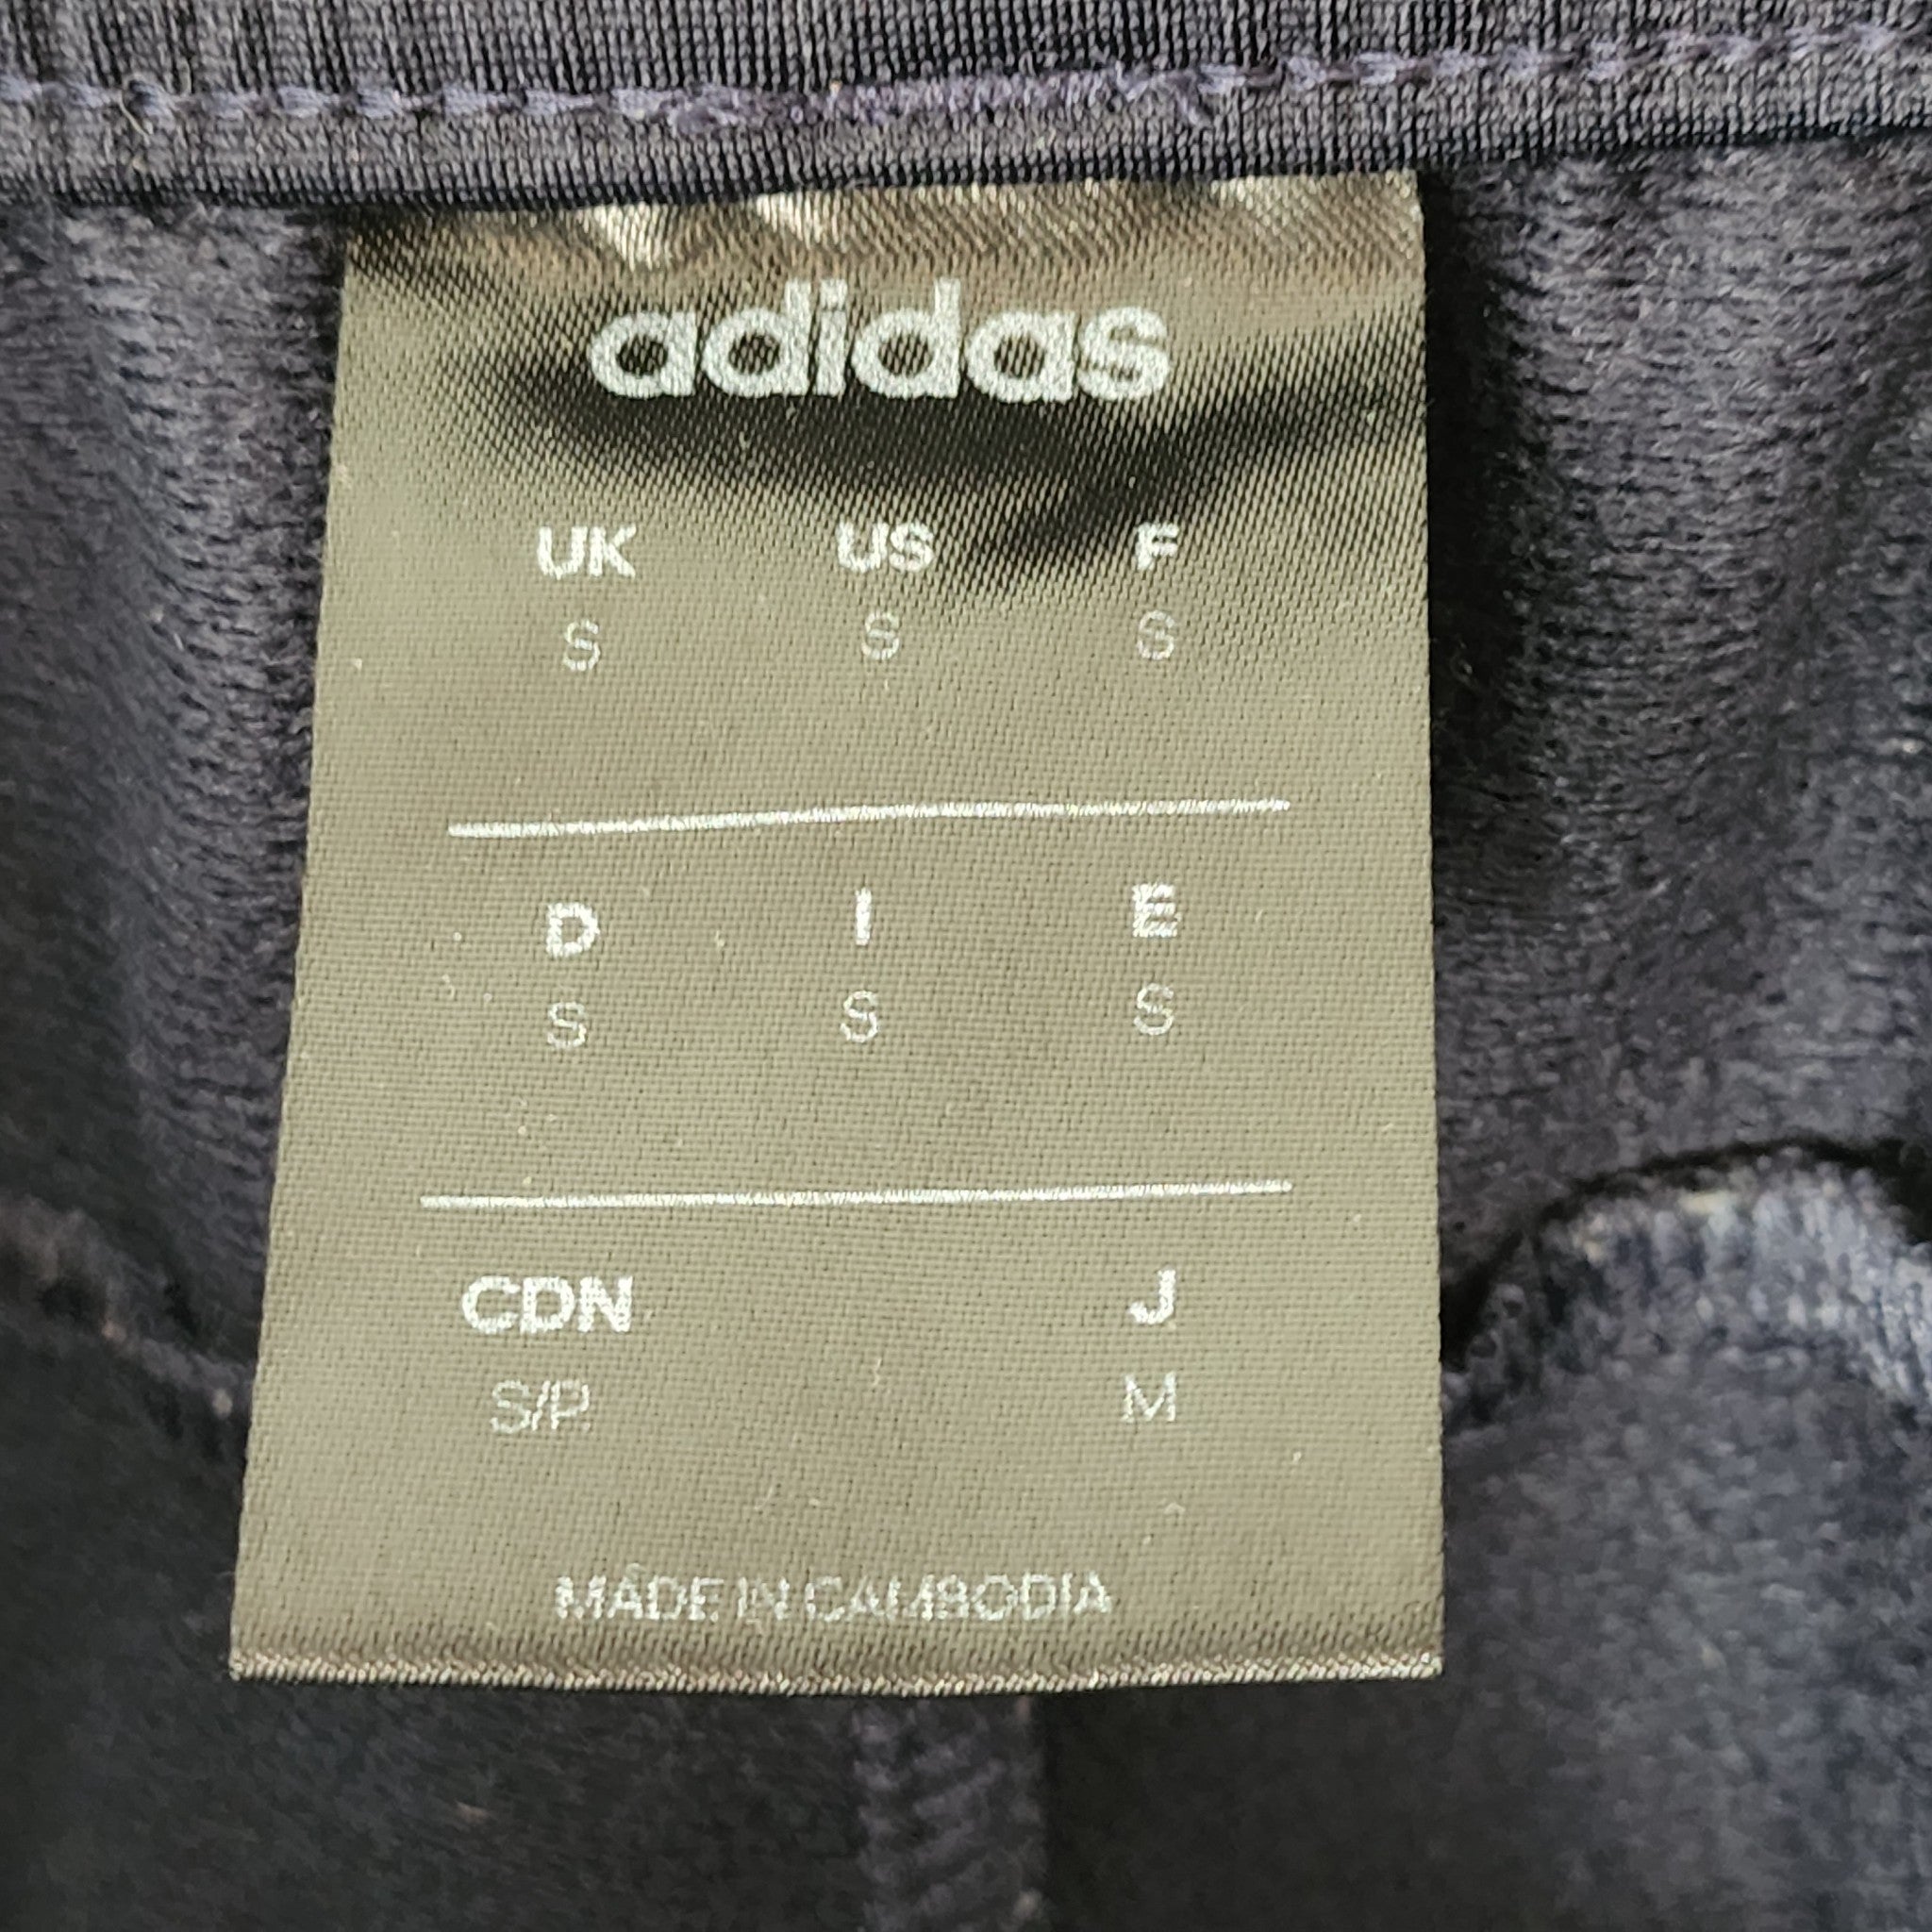 adidas
UK US F
S S S
D I E
S S S
CDN J
S/P. M
MADE IN CAMBODIA